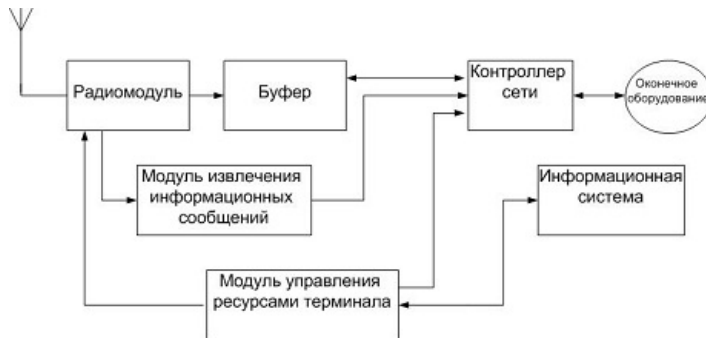 Радиомодуль
Буфер
Контроллер
сети
Оконечное
оборудование
Модуль извлечения
информационных
сообщений
Информационная
система
Модуль управления
ресурсами терминала